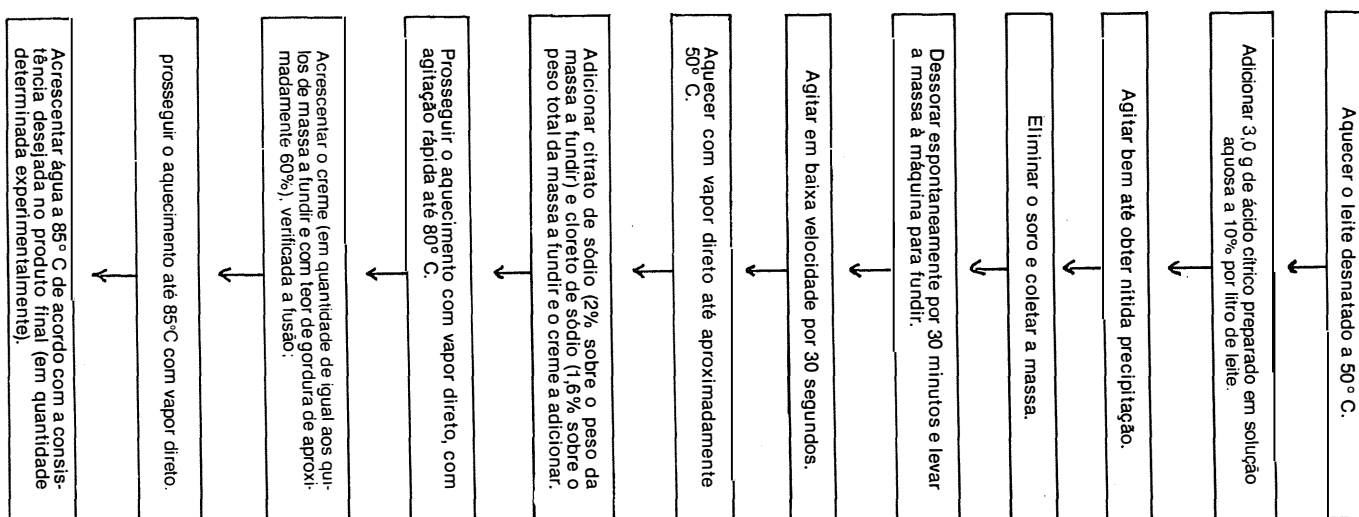 Aquecer o leite desnatado a 50° C.
Adicionar 3,0 g de ácido cítrico preparado em solução
aquosa a 10% por litro de leite.
Agitar bem até obter nítida precipitação.
Eliminar o soro e coletar a massa.
Dessorar espontaneamente por 30 minutos e levar
a massa à máquina para fundir.
Agitar em baixa velocidade por 30 segundos.
Aquecer com vapor direto até aproximadamente
50° C.
Adicionar citrato de sódio (2% sobre o peso da
massa a fundir) e cloreto de sódio (1,6% sobre o
peso total da massa a fundir e o creme a adicionar.
Prosseguir o aquecimento com vapor direto, com
agitação rápida até 80° C.
Acrescentar o creme (em quantidade de igual aos qui-
los de massa a fundir e com teor de gordura de aproxi-
madamente 60%), verificada a fusão;
prosseguir o aquecimento até 85°C com vapor direto.
Acrescentar água a 85° C de acordo com a consis-
tência desejada no produto final (em quantidade
determinada experimentalmente).